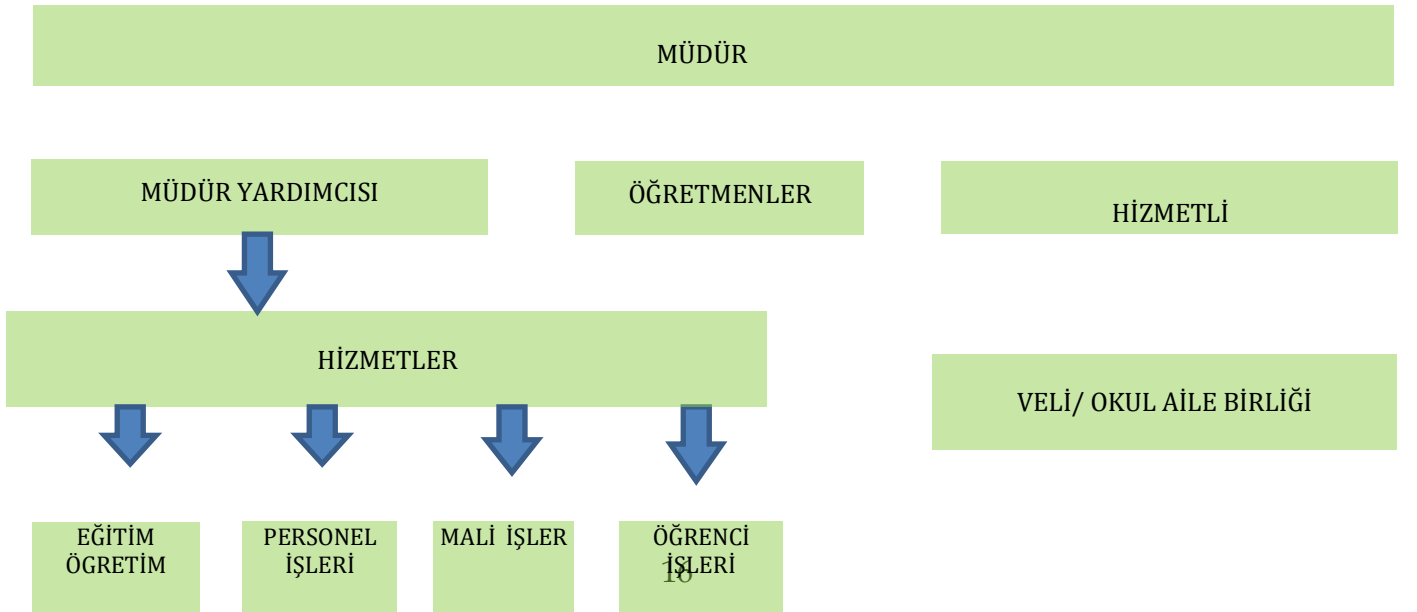 MÜDÜR
MÜDÜR YARDIMCISI
ÖĞRETMENLER
HİZMETLİ
HİZMETLER
VELİ/ OKUL AİLE BİRLİĞİ
EĞİTİM
ÖGRETİM
PERSONEL
İŞLERİ
MALİ İŞLER
ÖĞRENCİ
İŞLERİ
16